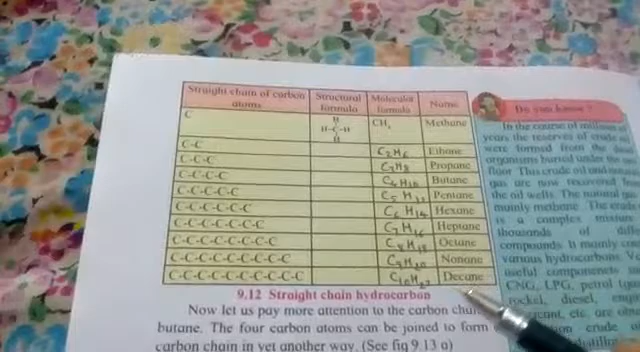 Straight chain of carbon atoms
Structural formula
Molecular formula
Name
C
H
H-C-H
H
CH₄
Methane
C-C
C₂H₆
Ethane
C-C-C
C₃H₈
Propane
C-C-C-C
C₄H₁₀
Butane
C-C-C-C-C
C₅H₁₂
Pentane
C-C-C-C-C-C
C₆H₁₄
Hexane
C-C-C-C-C-C-C
C₇H₁₆
Heptane
C-C-C-C-C-C-C-C
C₈H₁₈
Octane
C-C-C-C-C-C-C-C-C
C₉H₂₀
Nonane
C-C-C-C-C-C-C-C-C-C
C₁₀H₂₂
Decane
9.12 Straight chain hydrocarbon
Now let us pay more attention to the carbon
butane. The four carbon atoms can be joined to form
carbon chain in yet another way. (See fig 9.13 a)
Do you know ?
In the course of millions of
years the reserves of crude
were formed from the
organisms buried under the
floor. This crude oil and
gas are now recovered
the oil wells. The natural gas
mainly methane. The crude
is a complex mixture
thousands of
compounds. It mainly
various hydrocarbons.
useful components
CNG, LPG, petrol
rocket, diesel,
etc. are
crude